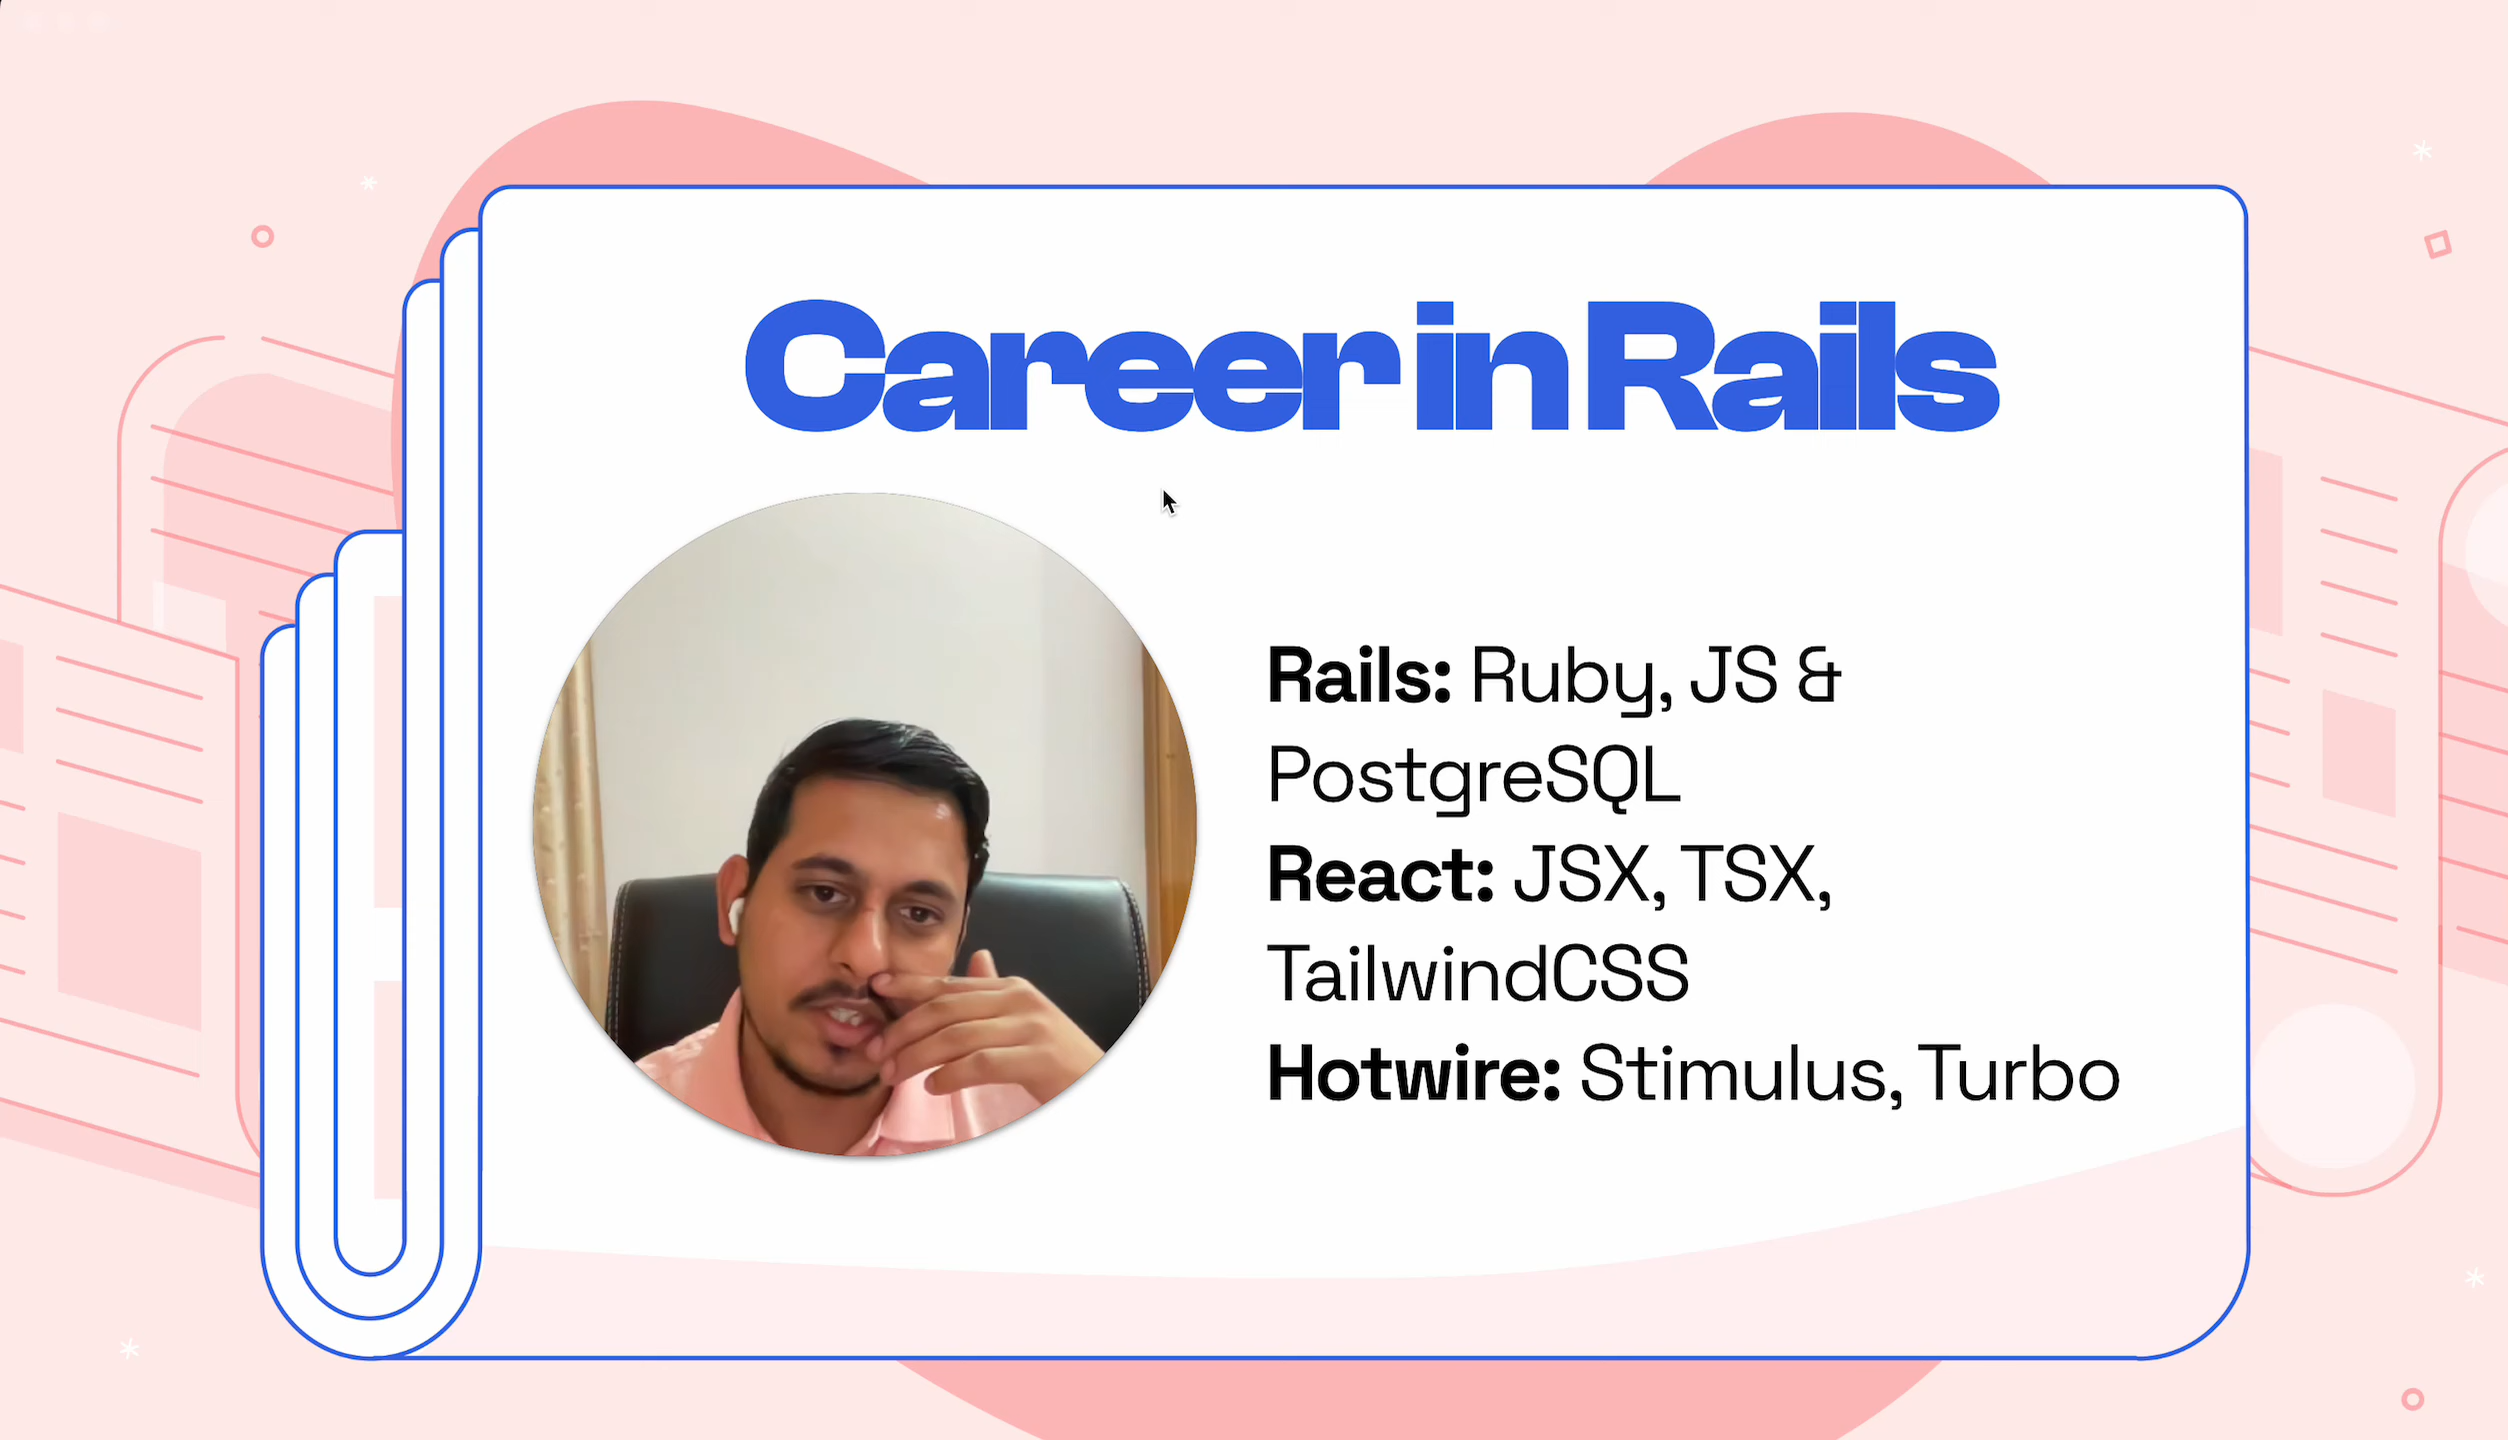 Career in Rails
Rails: Ruby, JS &
PostgreSQL
React: JSX, TSX,
TailwindCSS
Hotwire: Stimulus, Turbo